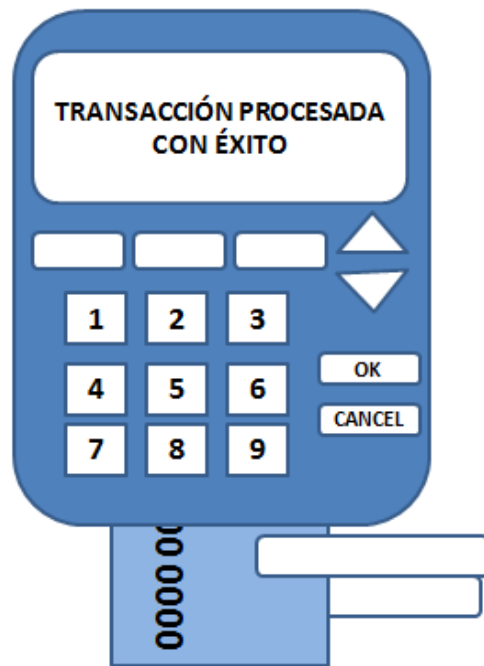 TRANSACCIÓN PROCESADA
CON ÉXITO
1 2 3
4 5 6
OK
CANCEL
7 8 9
0000 00